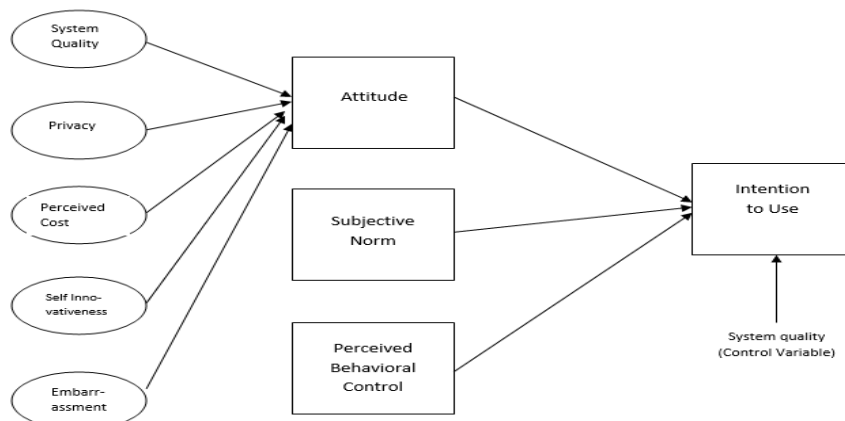 System
Quality
Privacy
Perceived
Cost
Self Inno-
vativeness
Embarr-
assment
Attitude
Subjective
Norm
Perceived
Behavioral
Control
Intention
to Use
System quality
(Control Variable)